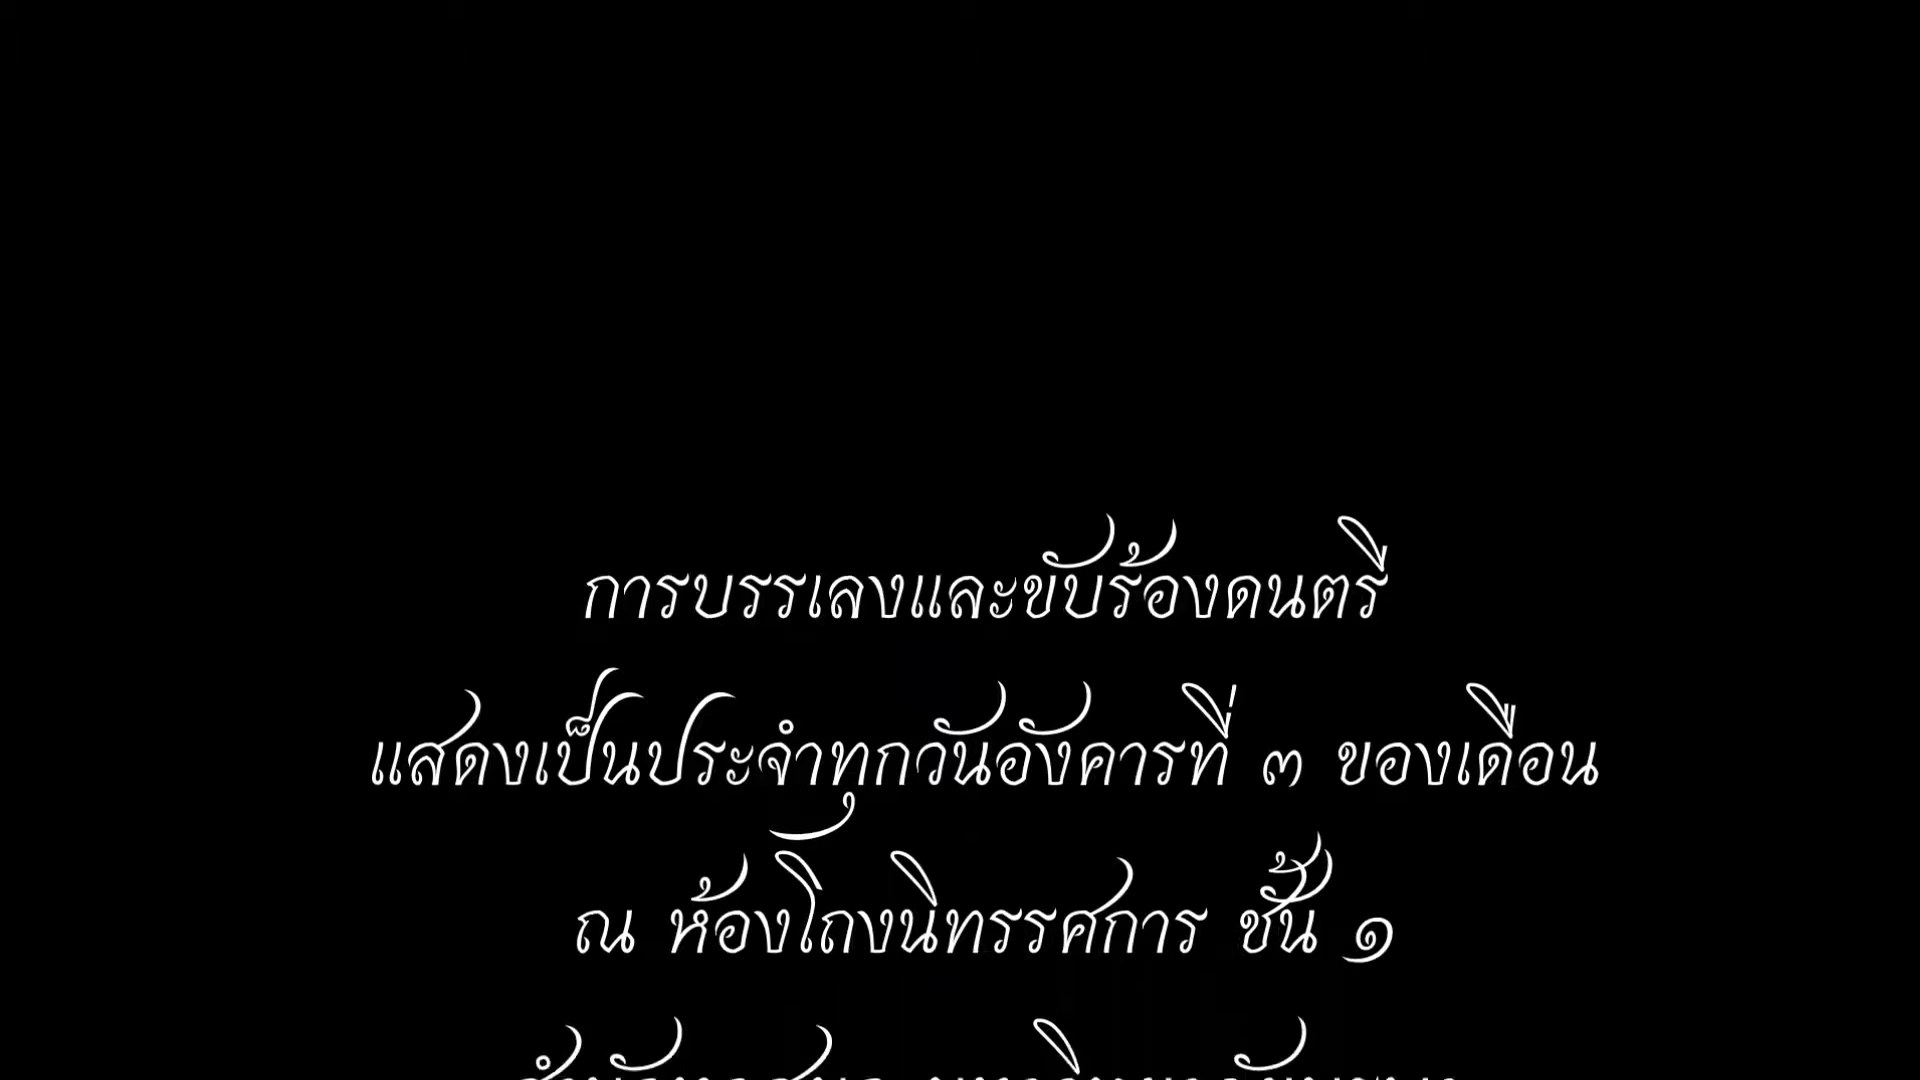 การบรรเลงและขับร้องดนตรี
แสดงเป็นประจำทุกวันอังคารที่ ๓ ของเดือน
ณ ห้องโถงนิทรรศการ ชั้น ๑